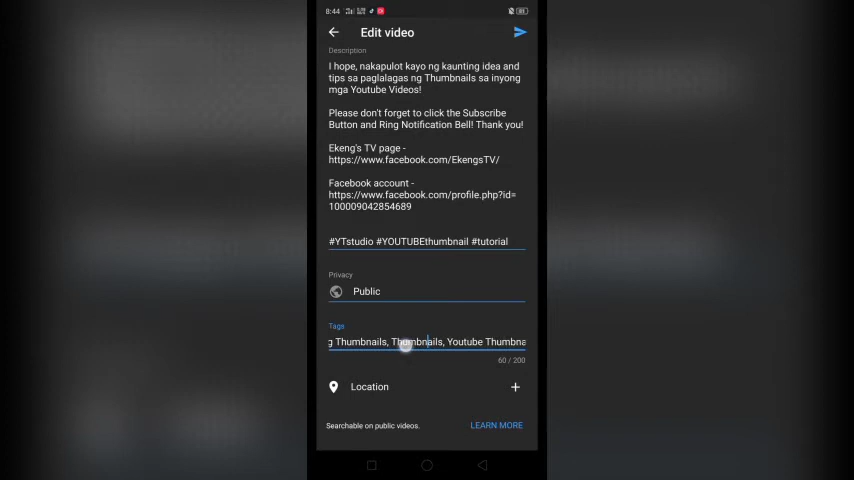 8:44
Edit video
Description
I hope, nakapulot kayo ng kaunting idea and
tips sa paglalagas ng Thumbnails sa inyong
mga Youtube Videos!
Please don't forget to click the Subscribe
Button and Ring Notification Bell! Thank you!
Ekeng's TV page -
https://www.facebook.com/EkengsTV/
Facebook account -
https://www.facebook.com/profile.php?id=
100009042854689
#YTstudio #YOUTUBEthumbnail #tutorial
Privacy
Public
Tags
g Thumbnails, Thumbnails, Youtube Thumbna
60 / 200
Location
Searchable on public videos. LEARN MORE